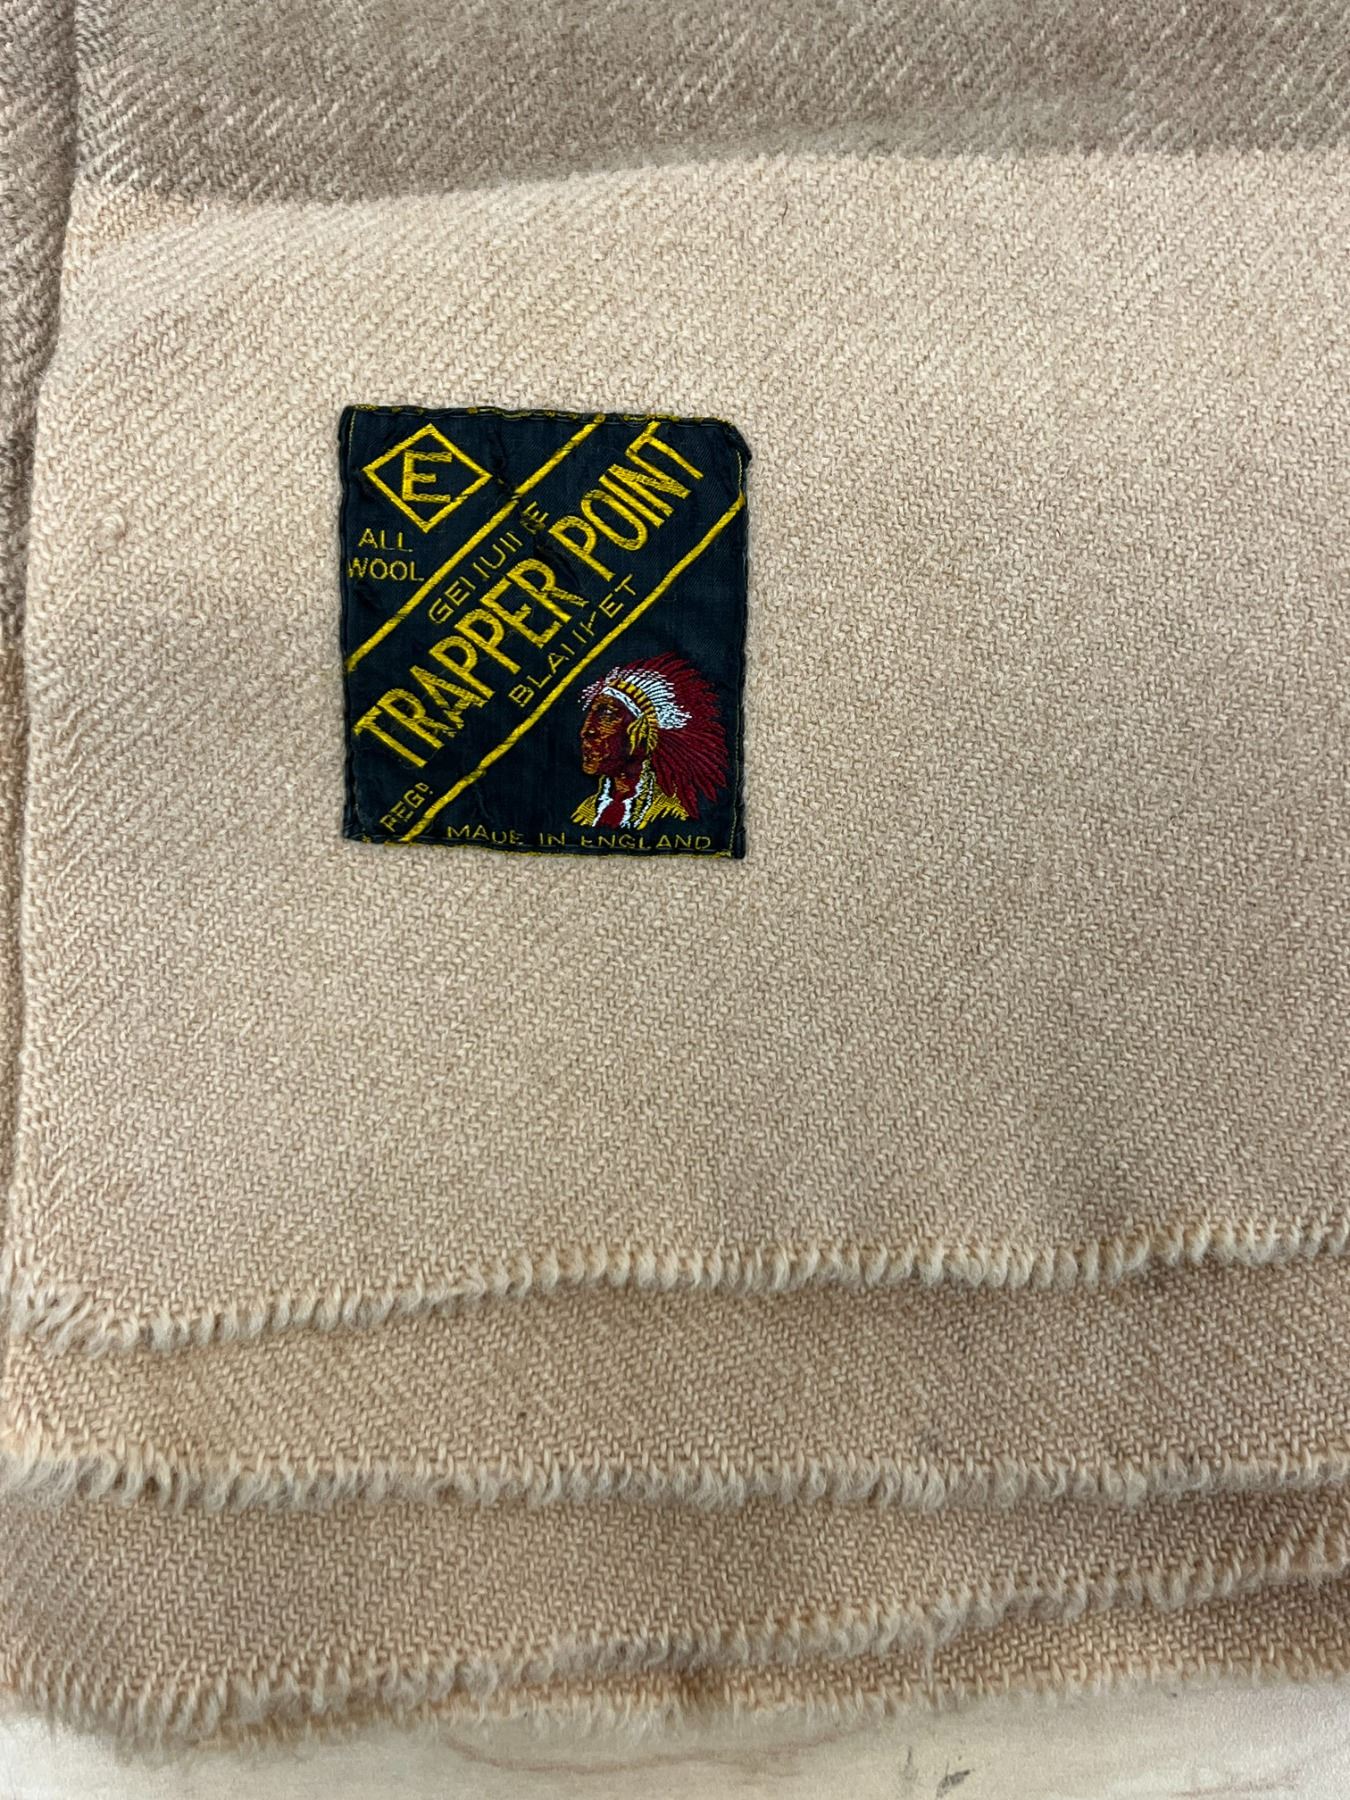 E
ALL
WOOL
GENUINE
TRAPPER POINT
BLANKET
REGD.
MADE IN ENGLAND